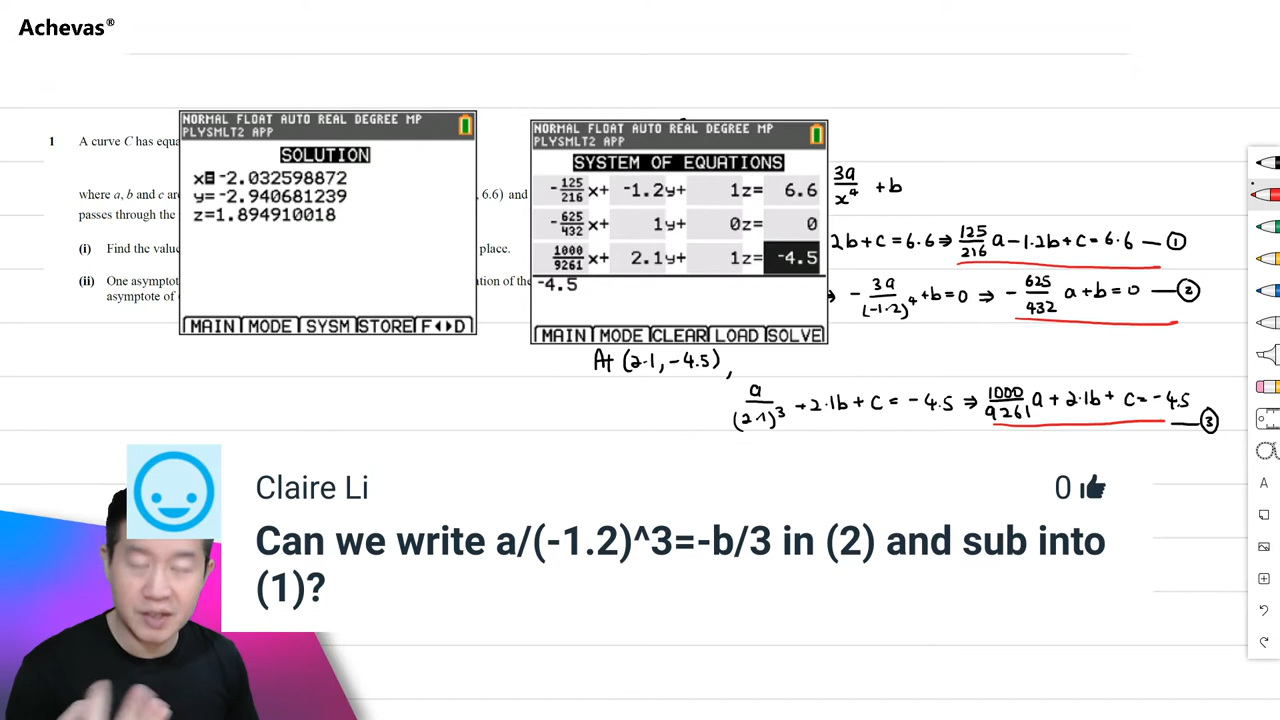 Achevas®
1 A curve C has equa
where a, b and c are
passes through the
(i) Find the value
(ii) One asymptot
asymptote of
NORMAL FLOAT AUTO REAL DEGREE MP
PLYSMLT2 APP
SOLUTION
x=-2.032598872
y=-2.940681239
z=1.894910018
MAIN MODE SYSM STORE F◄►D
NORMAL FLOAT AUTO REAL DEGREE MP
PLYSMLT2 APP
SYSTEM OF EQUATIONS
-125/216 x+ -1.2y+ 1z= 6.6
-625/432 x+ 1y+ 0z= 0
1000/9261 x+ 2.1y+ 1z= -4.5
-4.5
MAIN MODE CLEAR LOAD SOLVE
, 6.6) and
place.
ation of the
3a/x^4 + b
2b + c = 6.6 ⇒ 125/216 a - 1.2b + c = 6.6 — ①
- 3a/(-1.2)^4 + b = 0 ⇒ - 625/432 a + b = 0 — ②
At (2.1, -4.5),
a/(2.1)^3 + 2.1b + c = -4.5 ⇒ 1000/9261 a + 2.1b + c = -4.5 — ③
Claire Li 0
Can we write a/(-1.2)^3=-b/3 in (2) and sub into
(1)?
A